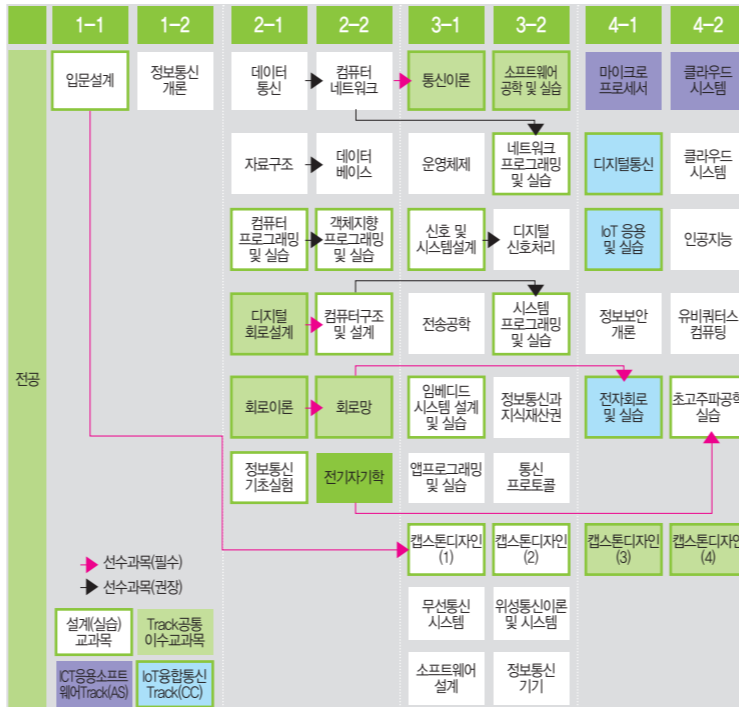 1-1 1-2 2-1 2-2 3-1 3-2 4-1 4-2
전공
입문설계
정보통신
개론
데이터
통신
컴퓨터
네트워크
통신이론
소프트웨어
공학 및 실습
마이크로
프로세서
클라우드
시스템
자료구조
데이터
베이스
운영체제
네트워크
프로그래밍
및 실습
디지털통신
클라우드
시스템
컴퓨터
프로그래밍
및 실습
객체지향
프로그래밍
및 실습
신호 및
시스템설계
디지털
신호처리
IoT 응용
및 실습
인공지능
디지털
회로설계
컴퓨터구조
및 설계
전송공학
시스템
프로그래밍
및 실습
정보보안
개론
유비쿼터스
컴퓨팅
회로이론
회로망
임베디드
시스템 설계
및 실습
정보통신과
지식재산권
전자회로
및 실습
초고주파공학
실습
정보통신
기초실험
전기자기학
앱프로그래밍
및 실습
통신
프로토콜
캡스톤디자인
(1)
캡스톤디자인
(2)
캡스톤디자인
(3)
캡스톤디자인
(4)
선수과목(필수)
선수과목(권장)
무선통신
시스템
위성통신이론
및 시스템
설계(실습)
교과목
Track공통
이수교과목
소프트웨어
설계
정보통신
기기
ICT응용소프트
웨어Track(AS)
IoT융합통신
Track(CC)